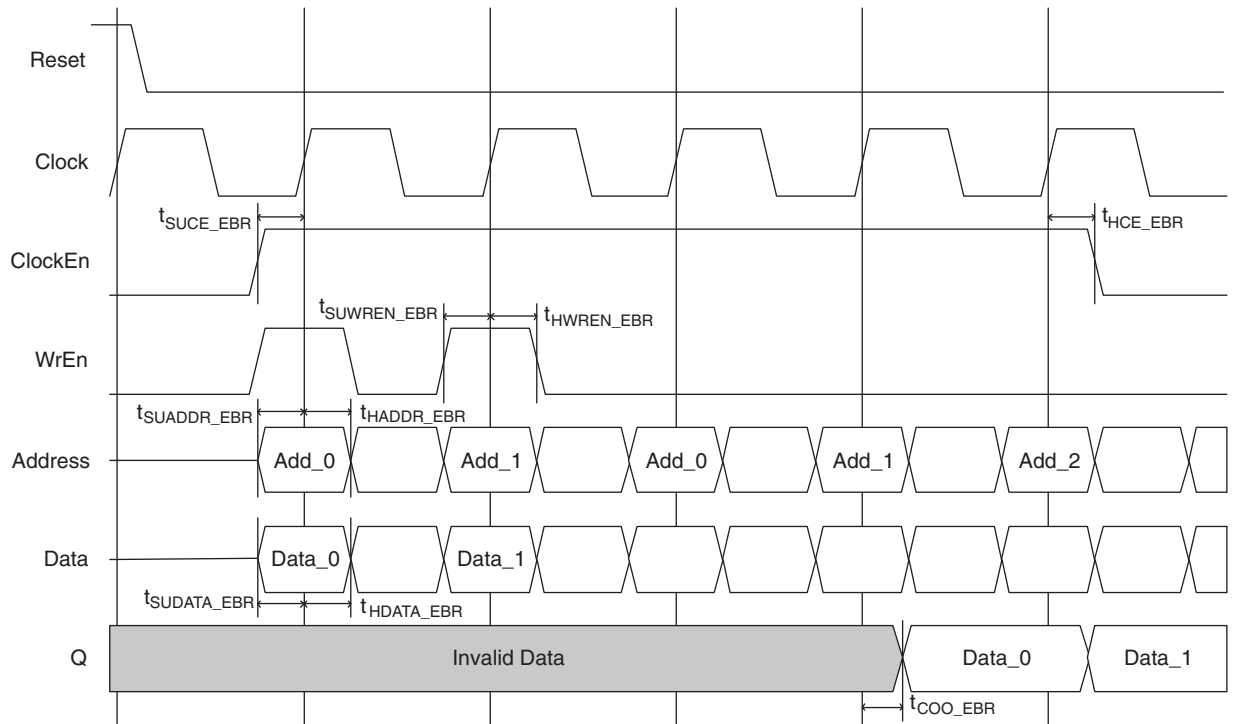 Reset
Clock
tSUCE_EBR
tHCE_EBR
ClockEn
tSUWREN_EBR
tHWREN_EBR
WrEn
tSUADDR_EBR
tHADDR_EBR
Address
Add_0
Add_1
Add_0
Add_1
Add_2
Data
Data_0
Data_1
tSUDATA_EBR
tHDATA_EBR
Q
Invalid Data
Data_0
Data_1
tCOO_EBR